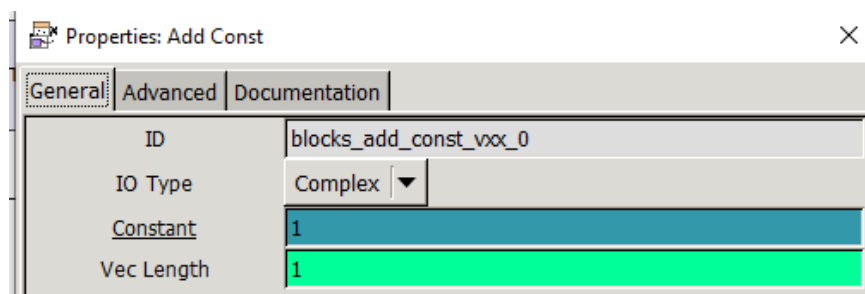 Properties: Add Const
General Advanced Documentation
ID blocks_add_const_vxx_0
IO Type Complex
Constant 1
Vec Length 1